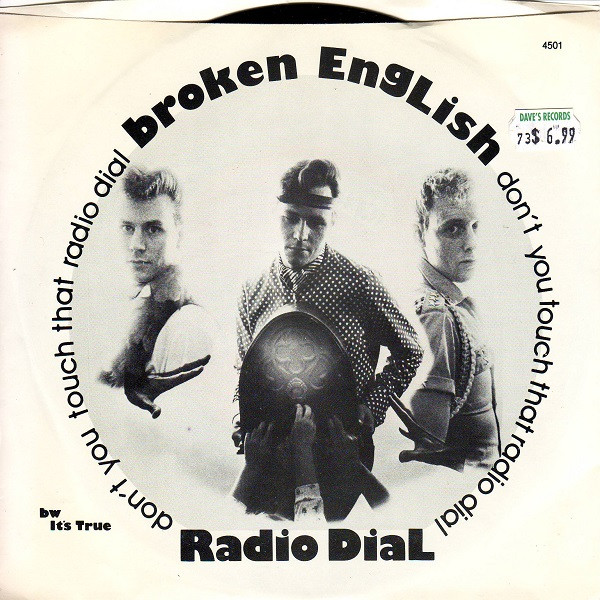 4501
broken EngLish
DAVE'S RECORDS
73$ 6.99
don't you touch that radio dial
don't you touch that radio dial
bw
It's True
Radio DiaL